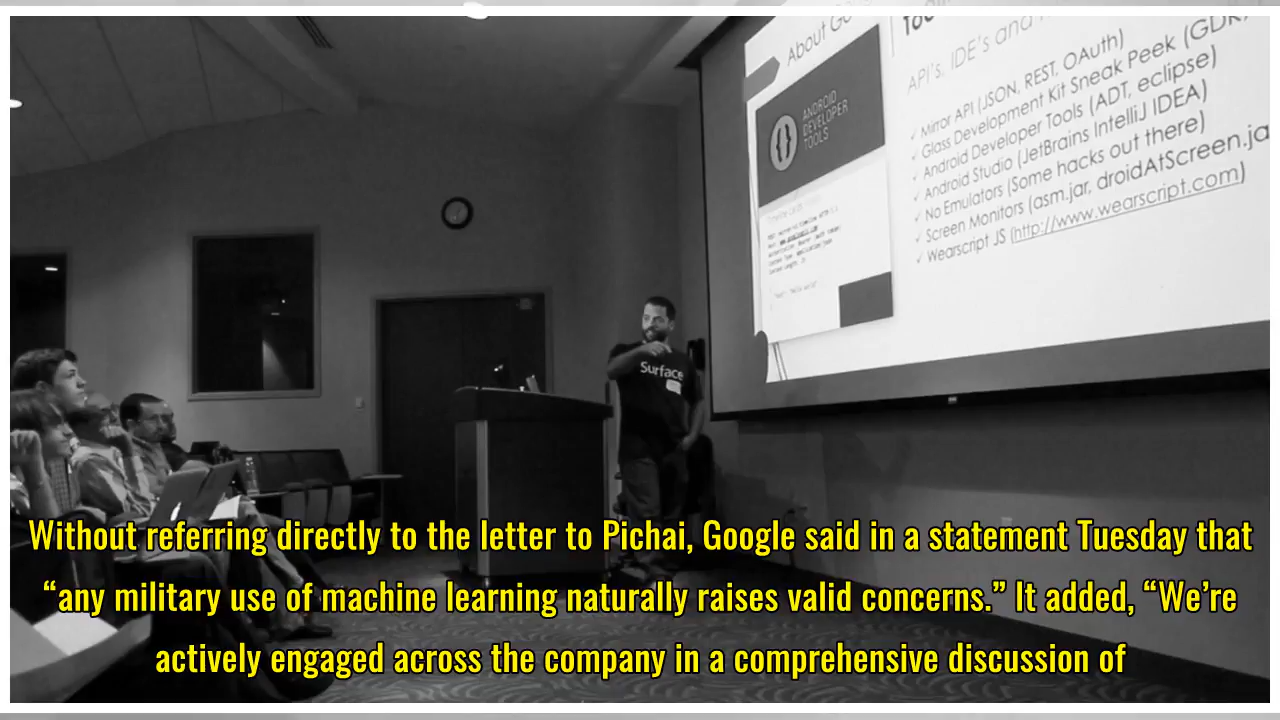 About Go
API's, IDE's and
✓ Mirror API (JSON, REST, OAuth)
✓ Glass Development Kit Sneak Peek (GDK)
✓ Android Developer Tools (ADT, eclipse)
✓ Android Studio (JetBrains IntelliJ IDEA)
✓ No Emulators (Some hacks out there)
✓ Screen Monitors (asm.jar, droidAtScreen.ja
✓ Wearscript JS (http://www.wearscript.com)
{} ANDROID
DEVELOPER
TOOLS
Surface
Without referring directly to the letter to Pichai, Google said in a statement Tuesday that
“any military use of machine learning naturally raises valid concerns.” It added, “We’re
actively engaged across the company in a comprehensive discussion of